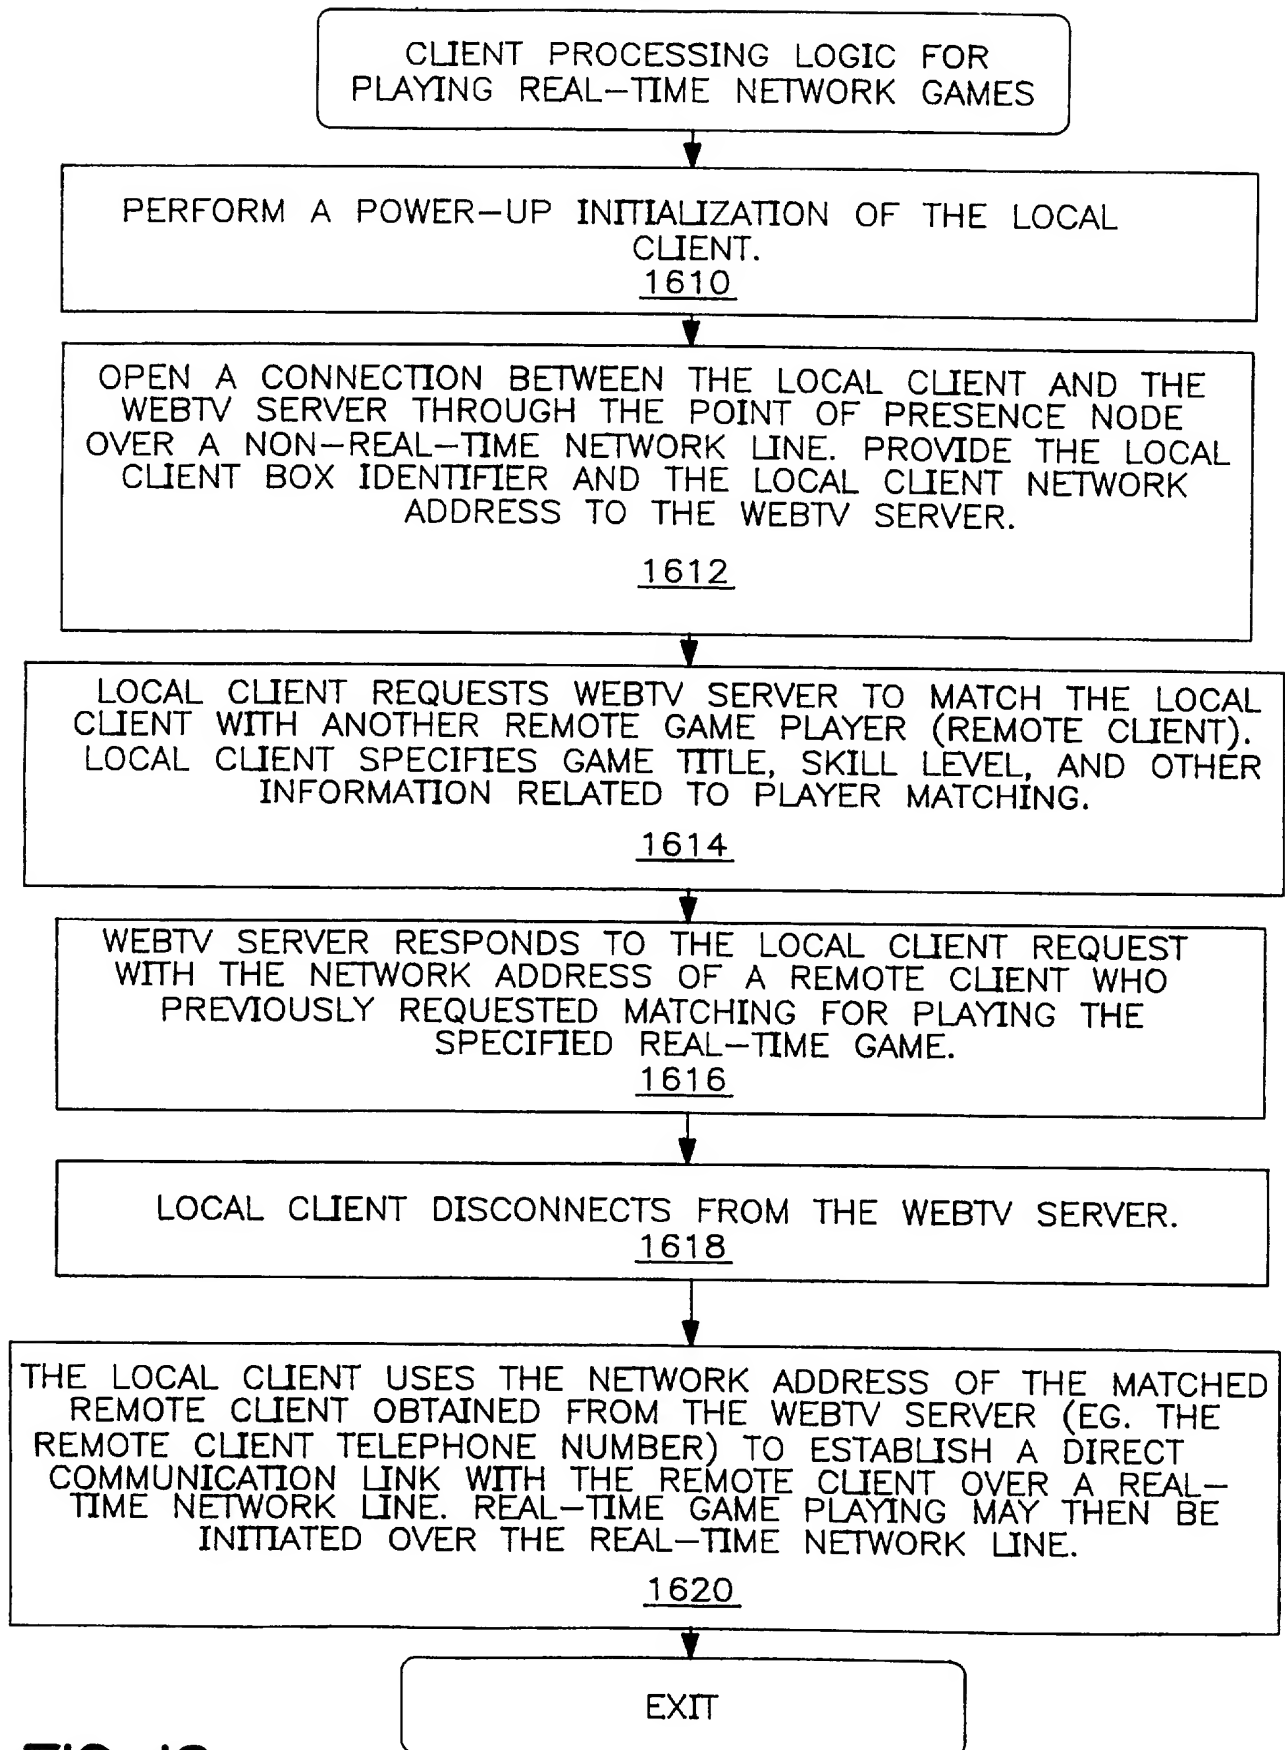 CLIENT PROCESSING LOGIC FOR
PLAYING REAL-TIME NETWORK GAMES
PERFORM A POWER-UP INITIALIZATION OF THE LOCAL
CLIENT.
1610
OPEN A CONNECTION BETWEEN THE LOCAL CLIENT AND THE
WEBTV SERVER THROUGH THE POINT OF PRESENCE NODE
OVER A NON-REAL-TIME NETWORK LINE. PROVIDE THE LOCAL
CLIENT BOX IDENTIFIER AND THE LOCAL CLIENT NETWORK
ADDRESS TO THE WEBTV SERVER.
1612
LOCAL CLIENT REQUESTS WEBTV SERVER TO MATCH THE LOCAL
CLIENT WITH ANOTHER REMOTE GAME PLAYER (REMOTE CLIENT).
LOCAL CLIENT SPECIFIES GAME TITLE, SKILL LEVEL, AND OTHER
INFORMATION RELATED TO PLAYER MATCHING.
1614
WEBTV SERVER RESPONDS TO THE LOCAL CLIENT REQUEST
WITH THE NETWORK ADDRESS OF A REMOTE CLIENT WHO
PREVIOUSLY REQUESTED MATCHING FOR PLAYING THE
SPECIFIED REAL-TIME GAME.
1616
LOCAL CLIENT DISCONNECTS FROM THE WEBTV SERVER.
1618
THE LOCAL CLIENT USES THE NETWORK ADDRESS OF THE MATCHED
REMOTE CLIENT OBTAINED FROM THE WEBTV SERVER (EG. THE
REMOTE CLIENT TELEPHONE NUMBER) TO ESTABLISH A DIRECT
COMMUNICATION LINK WITH THE REMOTE CLIENT OVER A REAL-
TIME NETWORK LINE. REAL-TIME GAME PLAYING MAY THEN BE
INITIATED OVER THE REAL-TIME NETWORK LINE.
1620
EXIT